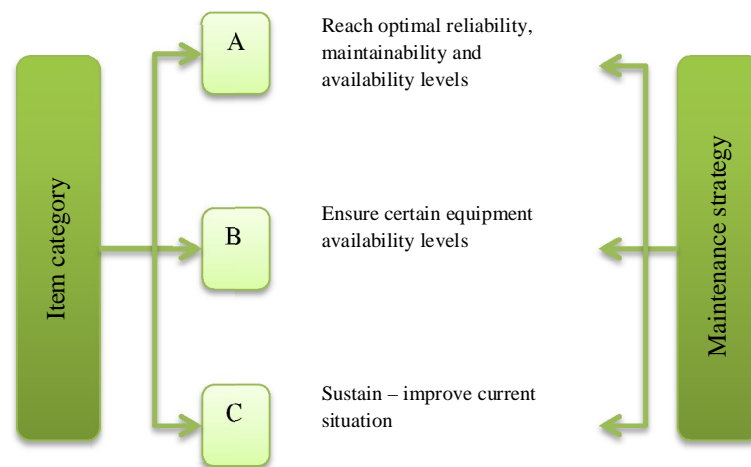 Item category
A
Reach optimal reliability,
maintainability and
availability levels
B
Ensure certain equipment
availability levels
C
Sustain – improve current
situation
Maintenance strategy